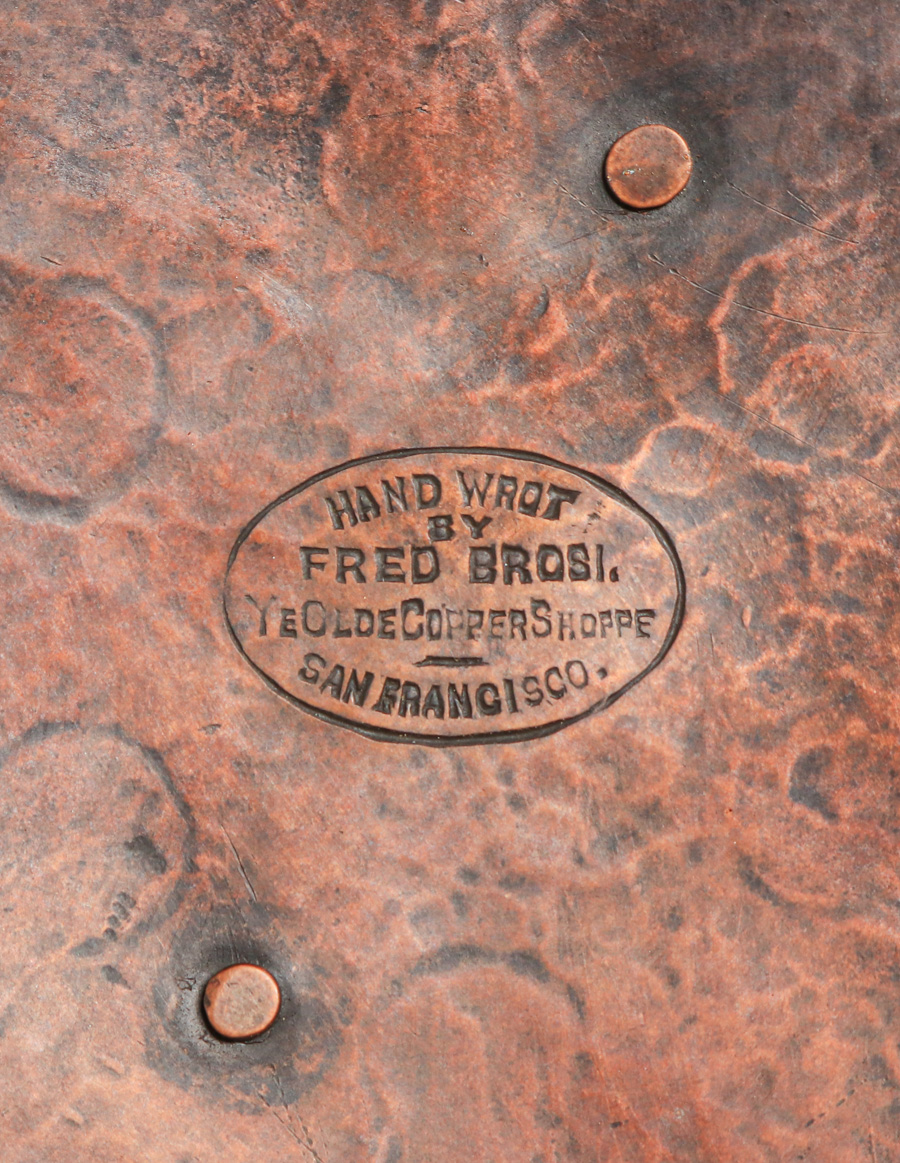 HAND WROT
BY
FRED BROSI.
YE OLDE COPPER SHOPPE
SAN FRANCISCO.